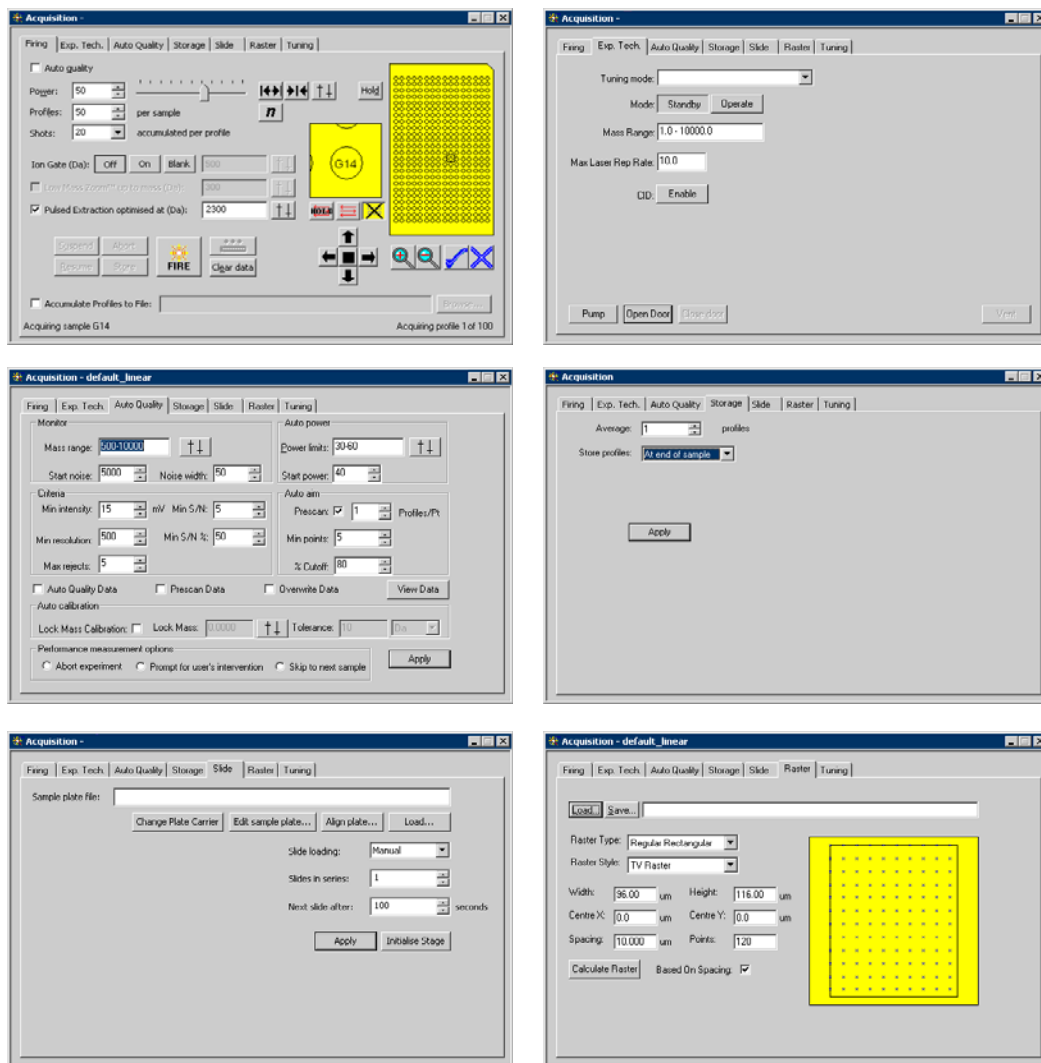 Acquisition -
Firing Exp. Tech. Auto Quality Storage Slide Raster Tuning
Auto quality
Power: 50 Hold
Profiles: 50 per sample n
Shots: 20 accumulated per profile
Ion Gate (Da): Off On Blank 500
G14
Low Mass Zoom™ up to mass (Da): 300
Pulsed Extraction optimised at (Da): 2300 HOLD
Suspend Abort
Resume Store FIRE Clear data
Accumulate Profiles to File: Browse...
Acquiring sample G14 Acquiring profile 1 of 100
Acquisition -
Firing Exp. Tech. Auto Quality Storage Slide Raster Tuning
Tuning mode:
Mode: Standby Operate
Mass Range: 1.0 - 10000.0
Max Laser Rep Rate: 10.0
CID: Enable
Pump Open Door Close door Vent
Acquisition - default_linear
Firing Exp. Tech. Auto Quality Storage Slide Raster Tuning
Monitor Auto power
Mass range: 500-10000 Power limits: 30-60
Start noise: 5000 Noise width: 50 Start power: 40
Criteria Auto aim
Min intensity: 15 mV Min S/N: 5 Prescan: 1 Profiles/Pt
Min resolution: 500 Min S/N %: 50 Min points: 5
Max rejects: 5 % Cutoff: 80
Auto Quality Data Prescan Data Overwrite Data View Data
Auto calibration
Lock Mass Calibration: Lock Mass: 0.0000 Tolerance: 10 Da
Performance measurement options
Abort experiment Prompt for user's intervention Skip to next sample Apply
Acquisition
Firing Exp. Tech. Auto Quality Storage Slide Raster Tuning
Average: 1 profiles
Store profiles: At end of sample
Apply
Acquisition -
Firing Exp. Tech. Auto Quality Storage Slide Raster Tuning
Sample plate file:
Change Plate Carrier Edit sample plate... Align plate... Load...
Slide loading: Manual
Slides in series: 1
Next slide after: 100 seconds
Apply Initialise Stage
Acquisition - default_linear
Firing Exp. Tech. Auto Quality Storage Slide Raster Tuning
Load... Save...
Raster Type: Regular Rectangular
Raster Style: TV Raster
Width: 96.00 um Height: 116.00 um
Centre X: 0.0 um Centre Y: 0.0 um
Spacing: 10.000 um Points: 120
Calculate Raster Based On Spacing: